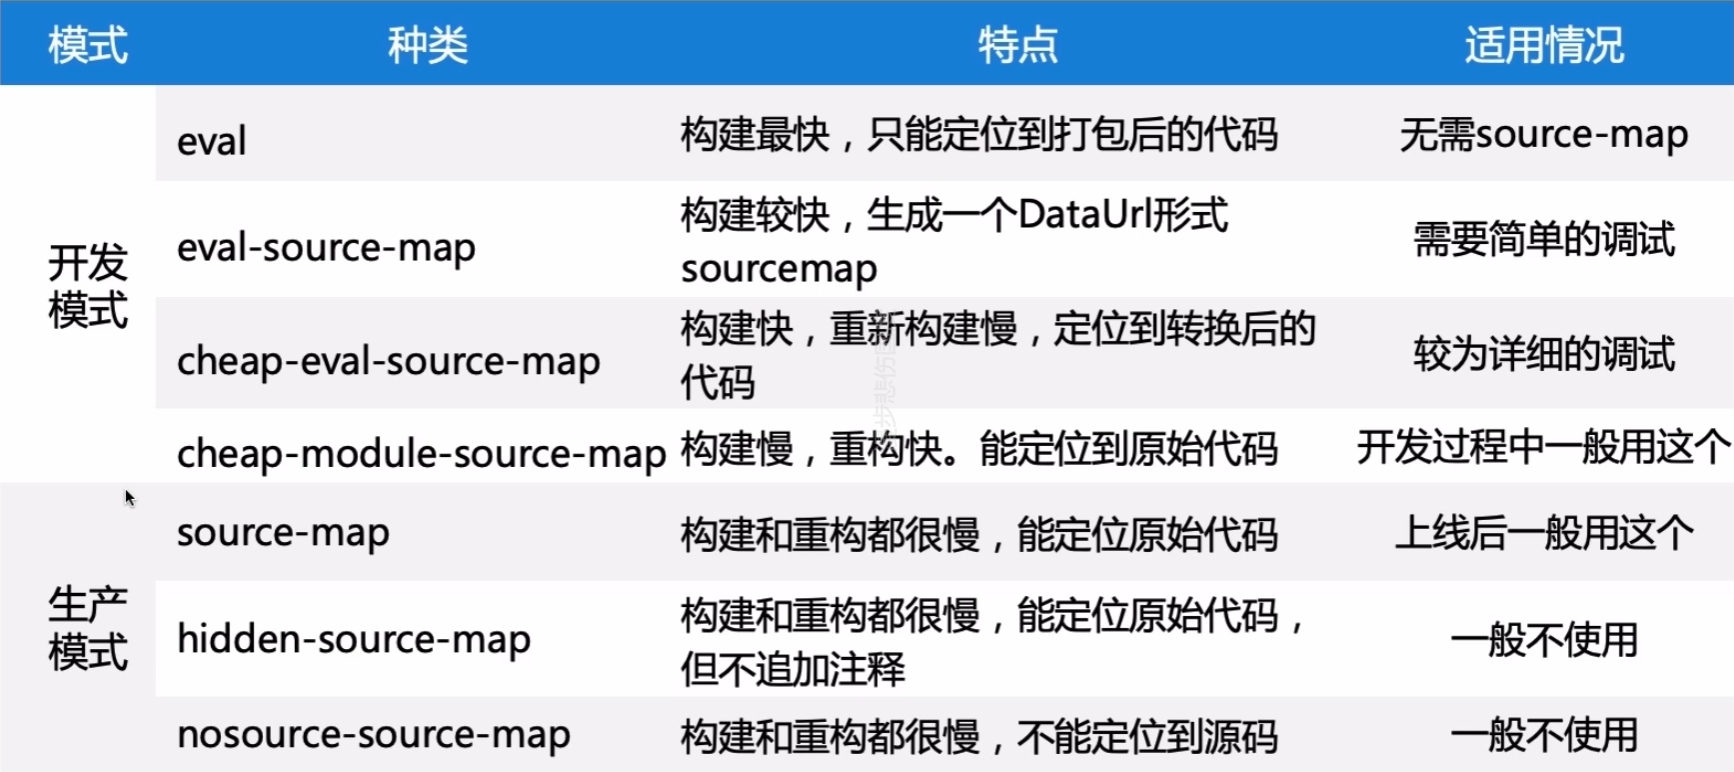 模式 种类 特点 适用情况
开发
模式
eval 构建最快，只能定位到打包后的代码 无需source-map
eval-source-map 构建较快，生成一个DataUrl形式
sourcemap 需要简单的调试
cheap-eval-source-map 构建快，重新构建慢，定位到转换后的
代码 较为详细的调试
cheap-module-source-map 构建慢，重构快。能定位到原始代码 开发过程中一般用这个
生产
模式
source-map 构建和重构都很慢，能定位原始代码 上线后一般用这个
hidden-source-map 构建和重构都很慢，能定位原始代码，
但不追加注释 一般不使用
nosource-source-map 构建和重构都很慢，不能定位到源码 一般不使用